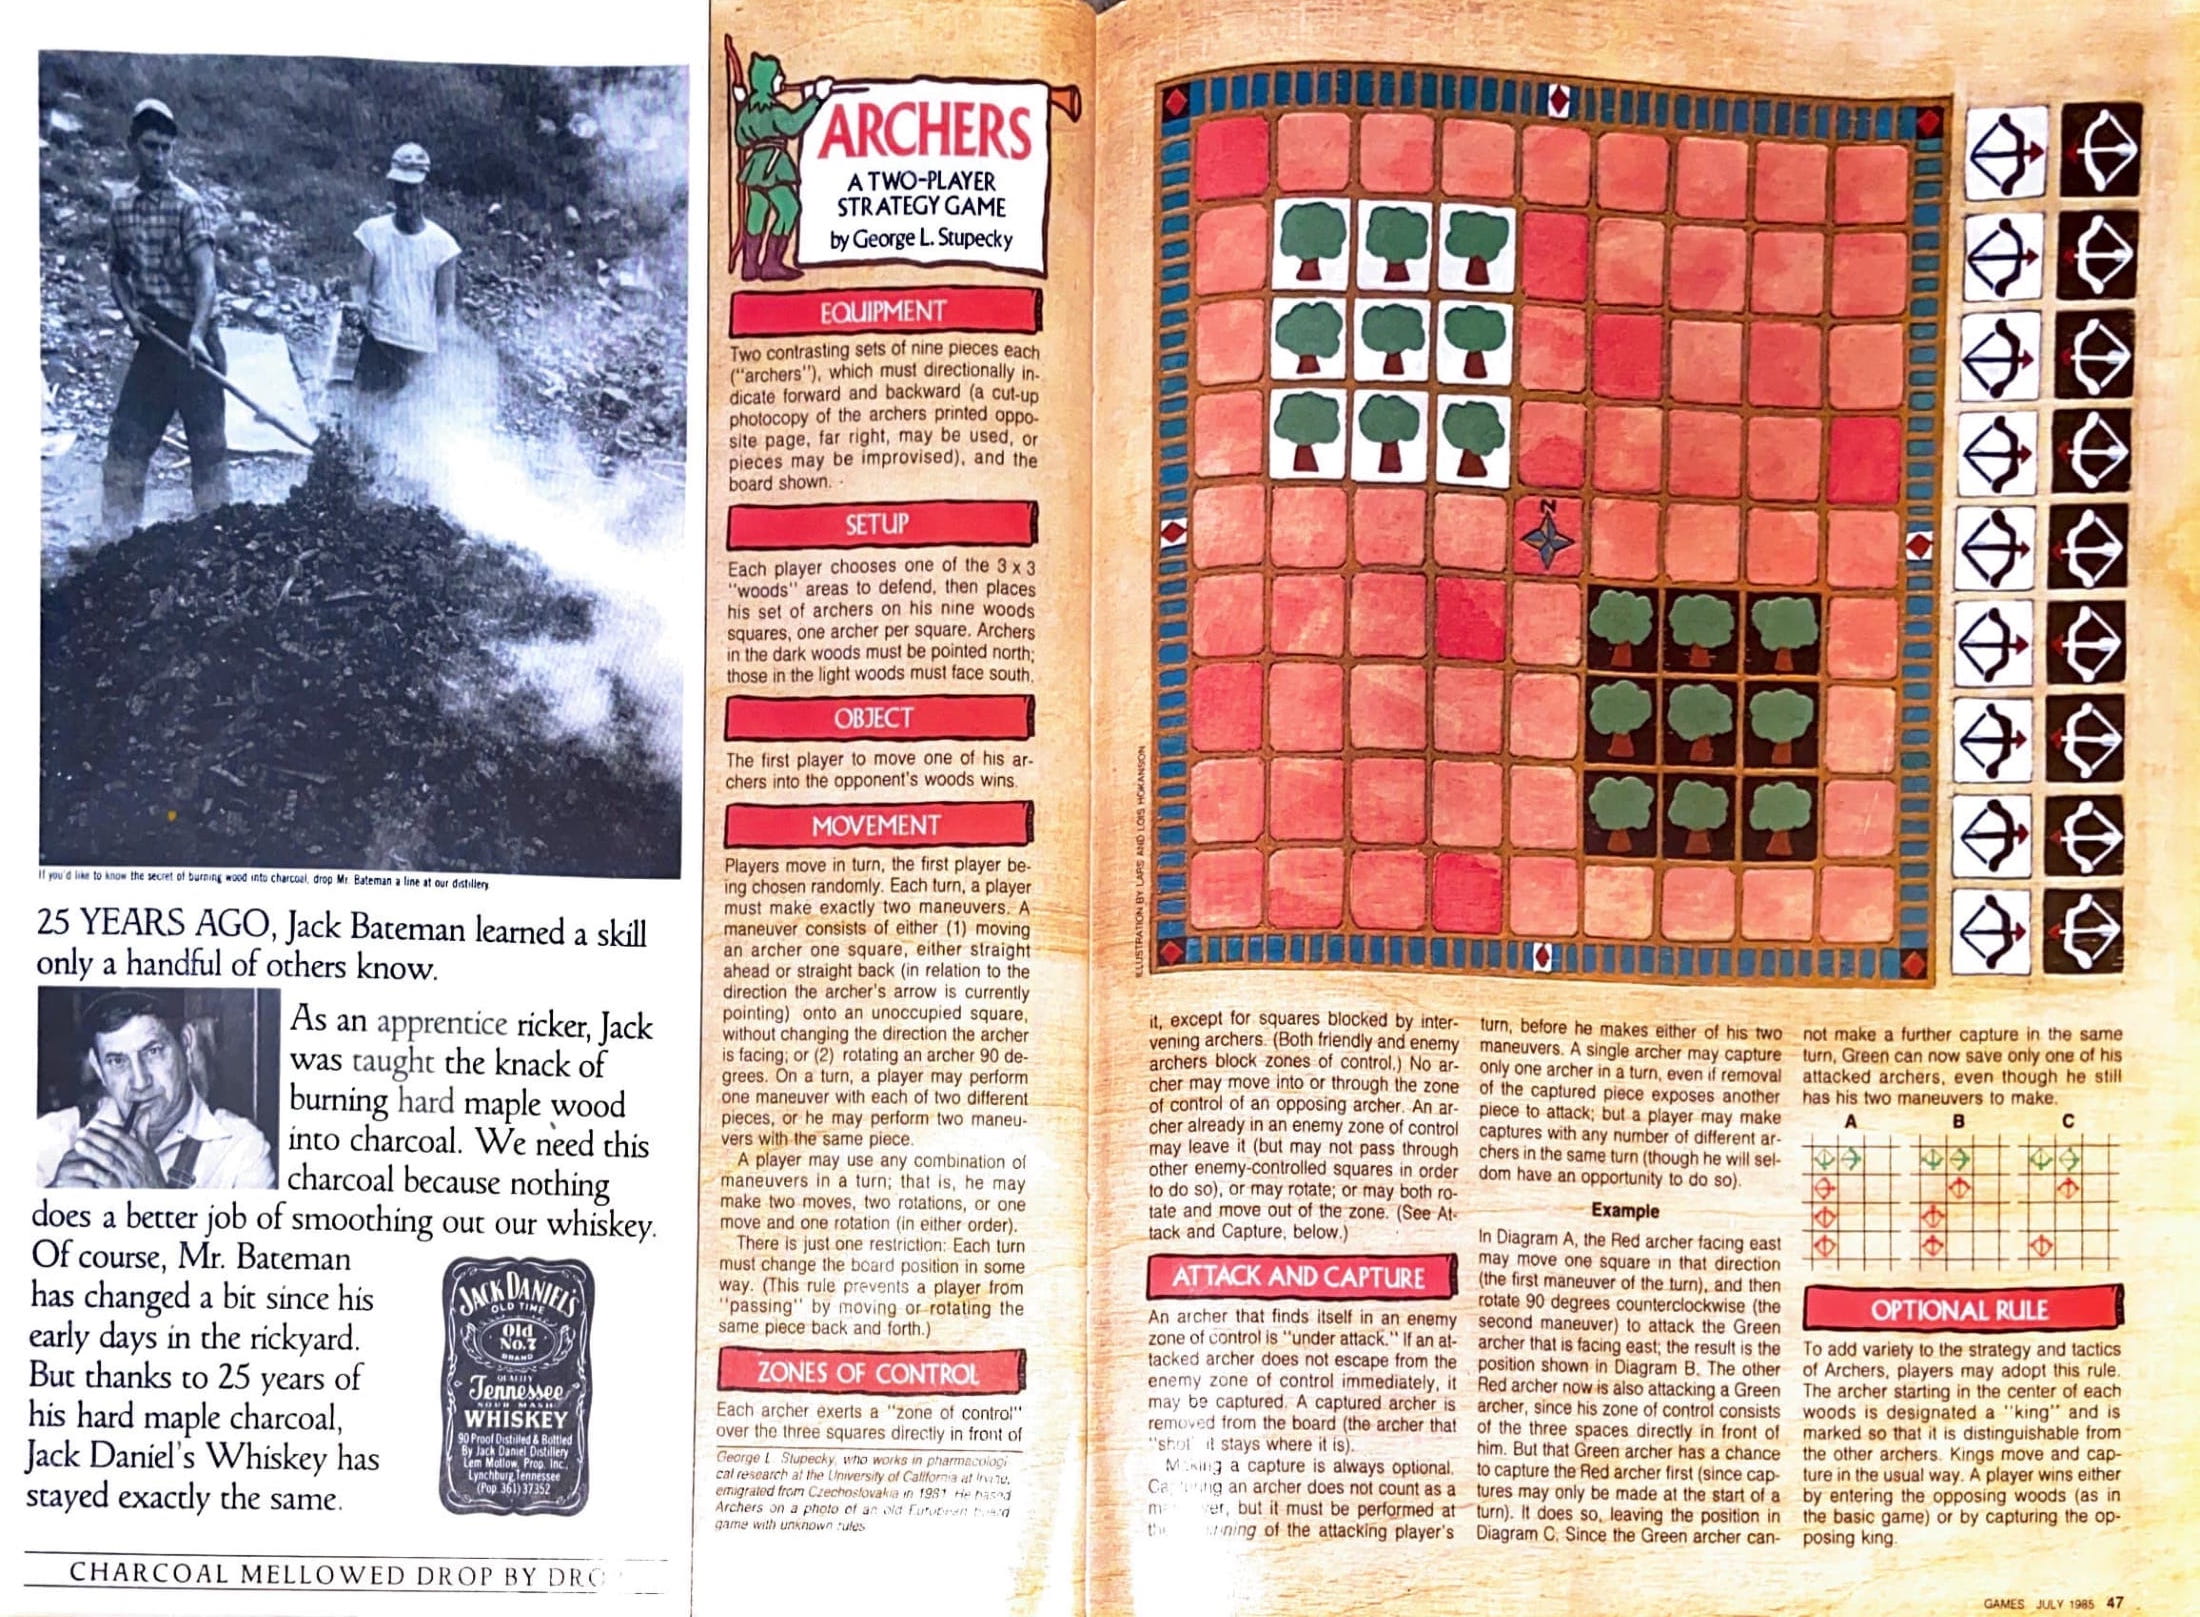 If you'd like to know the secret of burning wood into charcoal, drop Mr. Bateman a line at our distillery.
25 YEARS AGO, Jack Bateman learned a skill
only a handful of others know.
As an apprentice ricker, Jack
was taught the knack of
burning hard maple wood
into charcoal. We need this
charcoal because nothing
does a better job of smoothing out our whiskey.
Of course, Mr. Bateman
has changed a bit since his
early days in the rickyard.
But thanks to 25 years of
his hard maple charcoal,
Jack Daniel's Whiskey has
stayed exactly the same.
JACK DANIEL'S
OLD TIME
Old
No.7
BRAND
QUALITY
Tennessee
SOUR MASH
WHISKEY
90 Proof Distilled & Bottled
By Jack Daniel Distillery
Lem Motlow, Prop. Inc.
Lynchburg, Tennessee
(Pop. 361) 37352
CHARCOAL MELLOWED DROP BY
ARCHERS
A TWO-PLAYER
STRATEGY GAME
by George L. Stupecky
EQUIPMENT
Two contrasting sets of nine pieces each
("archers"), which must directionally in-
dicate forward and backward (a cut-up
photocopy of the archers printed oppo-
site page, far right, may be used, or
pieces may be improvised), and the
board shown.
SETUP
Each player chooses one of the 3 x 3
"woods" areas to defend, then places
his set of archers on his nine woods
squares, one archer per square. Archers
in the dark woods must be pointed north;
those in the light woods must face south.
OBJECT
The first player to move one of his ar-
chers into the opponent's woods wins.
MOVEMENT
Players move in turn, the first player be-
ing chosen randomly. Each turn, a player
must make exactly two maneuvers. A
maneuver consists of either (1) moving
an archer one square, either straight
ahead or straight back (in relation to the
direction the archer's arrow is currently
pointing) onto an unoccupied square,
without changing the direction the archer
is facing; or (2) rotating an archer 90 de-
grees. On a turn, a player may perform
one maneuver with each of two different
pieces, or he may perform two maneu-
vers with the same piece.
A player may use any combination of
maneuvers in a turn; that is, he may
make two moves, two rotations, or one
move and one rotation (in either order).
There is just one restriction: Each turn
must change the board position in some
way. (This rule prevents a player from
"passing" by moving or rotating the
same piece back and forth.)
ZONES OF CONTROL
Each archer exerts a "zone of control"
over the three squares directly in front of
George L. Stupecky, who works in pharmacologi-
cal research at the University of California at Irvine,
emigrated from Czechoslovakia in 1981. He based
Archers on a photo of an old European board
game with unknown rules.
N
ILLUSTRATION BY LARS AND LOIS HOKANSON
it, except for squares blocked by inter-
vening archers. (Both friendly and enemy
archers block zones of control.) No ar-
cher may move into or through the zone
of control of an opposing archer. An ar-
cher already in an enemy zone of control
may leave it (but may not pass through
other enemy-controlled squares in order
to do so), or may rotate; or may both ro-
tate and move out of the zone. (See At-
tack and Capture, below.)
ATTACK AND CAPTURE
An archer that finds itself in an enemy
zone of control is "under attack." If an at-
tacked archer does not escape from the
enemy zone of control immediately, it
may be captured. A captured archer is
removed from the board (the archer that
"shot" it stays where it is).
Making a capture is always optional.
Capturing an archer does not count as a
but it must be performed at
of the attacking player's
turn, before he makes either of his two
maneuvers. A single archer may capture
only one archer in a turn, even if removal
of the captured piece exposes another
piece to attack; but a player may make
captures with any number of different ar-
chers in the same turn (though he will sel-
dom have an opportunity to do so).
Example
In Diagram A, the Red archer facing east
may move one square in that direction
(the first maneuver of the turn), and then
rotate 90 degrees counterclockwise (the
second maneuver) to attack the Green
archer that is facing east; the result is the
position shown in Diagram B. The other
Red archer now is also attacking a Green
archer, since his zone of control consists
of the three spaces directly in front of
him. But that Green archer has a chance
to capture the Red archer first (since cap-
tures may only be made at the start of a
turn). It does so, leaving the position in
Diagram C. Since the Green archer can-
not make a further capture in the same
turn, Green can now save only one of his
attacked archers, even though he still
has his two maneuvers to make.
A B C
OPTIONAL RULE
To add variety to the strategy and tactics
of Archers, players may adopt this rule.
The archer starting in the center of each
woods is designated a "king" and is
marked so that it is distinguishable from
the other archers. Kings move and cap-
ture in the usual way. A player wins either
by entering the opposing woods (as in
the basic game) or by capturing the op-
posing king.
GAMES JULY 1985 47